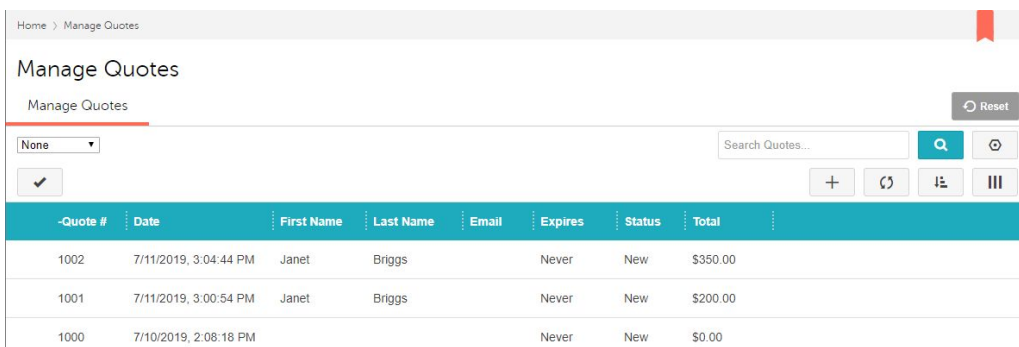 Home > Manage Quotes
Manage Quotes
Manage Quotes
Reset
None
Search Quotes...
-Quote # Date First Name Last Name Email Expires Status Total
1002 7/11/2019, 3:04:44 PM Janet Briggs Never New $350.00
1001 7/11/2019, 3:00:54 PM Janet Briggs Never New $200.00
1000 7/10/2019, 2:08:18 PM Never New $0.00